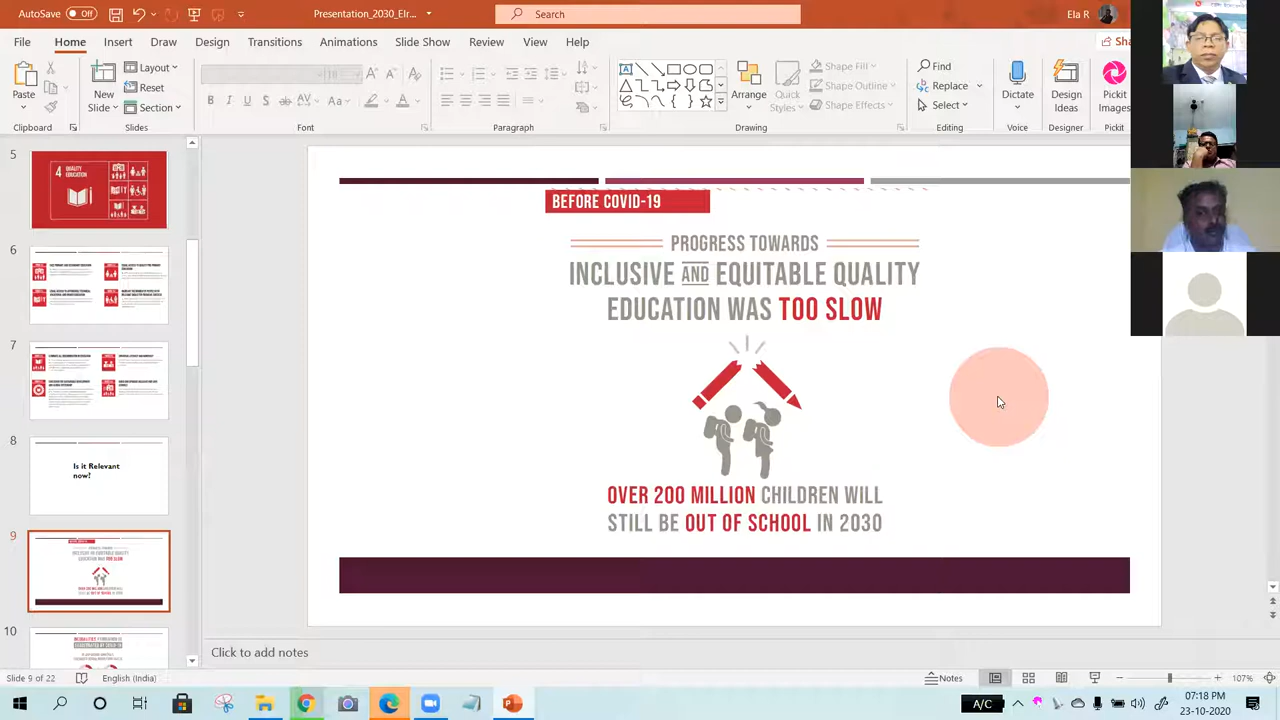 Presentation_2030_Elr...
Search
Ela R
File Home Insert Draw Design Transitions Animations Slide Show Review View Help
Sha
Paste
New Slide
Layout
Reset
Section
Arrange
Quick Styles
Shape Fill
Shape Outline
Shape Effects
Find
Replace
Select
Dictate
Design Ideas
Pickit Images
Clipboard Slides Font Paragraph Drawing Editing Voice Designer Pickit
5
4 QUALITY EDUCATION
6
7
8
Is it Relevant
now?
10
BEFORE COVID-19
PROGRESS TOWARDS
INCLUSIVE AND EQUITABLE QUALITY
EDUCATION WAS TOO SLOW
OVER 200 MILLION CHILDREN WILL
STILL BE OUT OF SCHOOL IN 2030
Click to add notes
Slide 9 of 22 English (India) Notes 107%
A/C
07:18 PM
23-10-2020